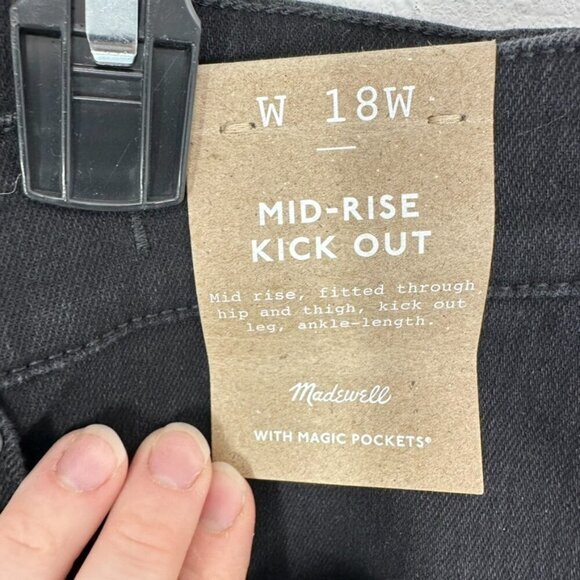 W 18W
MID-RISE
KICK OUT
Mid rise, fitted through
hip and thigh, kick out
leg, ankle-length.
Madewell
WITH MAGIC POCKETS®